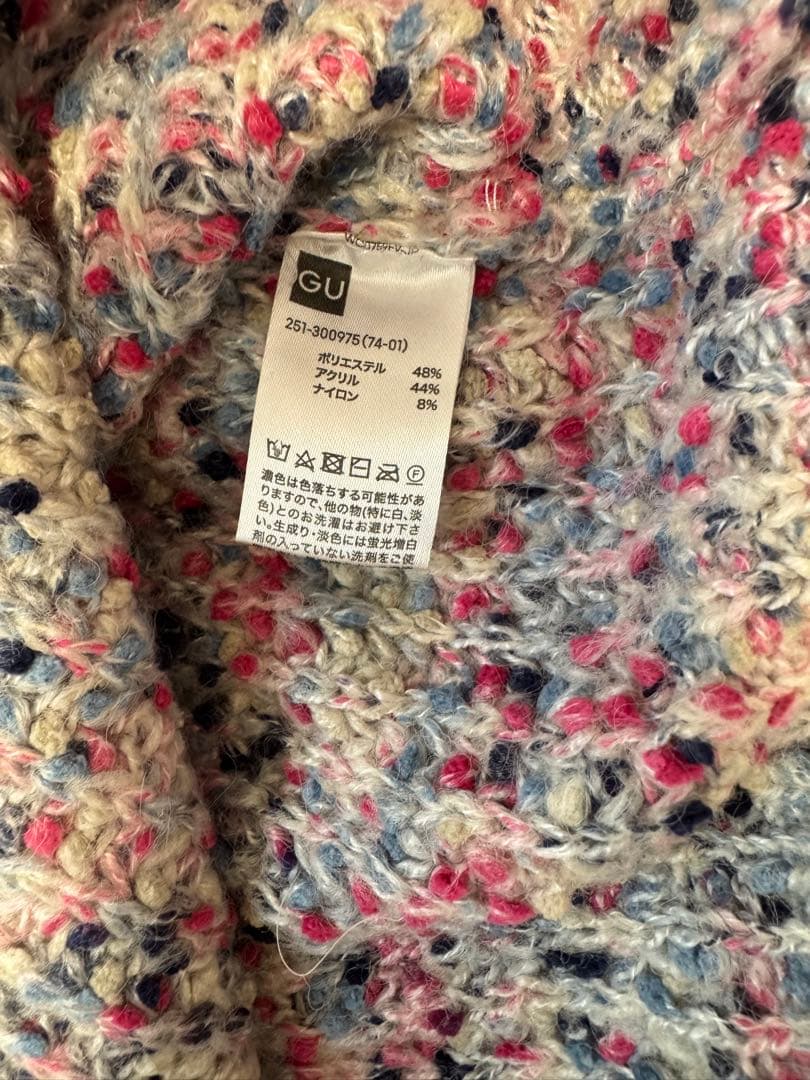 GU
251-300975(74-01)
ポリエステル 48%
アクリル 44%
ナイロン 8%
濃色は色落ちする可能性があ
りますので、他の物(特に白、淡
色)とのお洗濯はお避け下さ
い。生成り・淡色には蛍光増白
剤の入っていない洗剤をご使